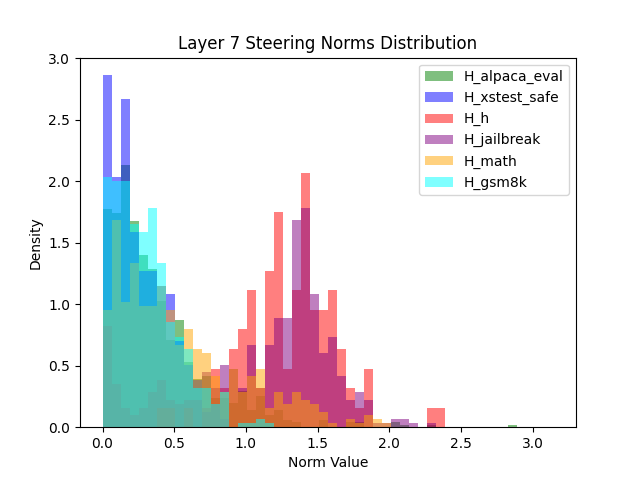 Layer 7 Steering Norms Distribution
3.0
2.5
2.0
1.5
1.0
0.5
0.0
Density
H_alpaca_eval
H_xstest_safe
H_h
H_jailbreak
H_math
H_gsm8k
0.0 0.5 1.0 1.5 2.0 2.5 3.0
Norm Value